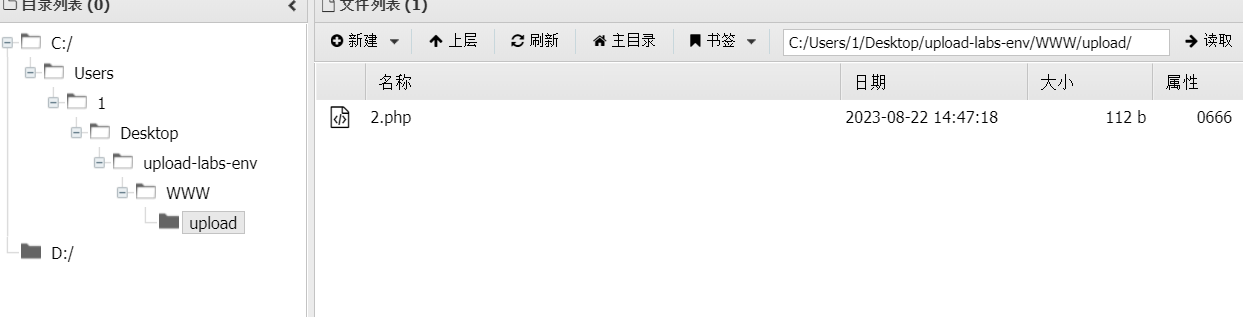 目录列表 (0)
C:/
Users
1
Desktop
upload-labs-env
WWW
upload
D:/
文件列表 (1)
新建 上层 刷新 主目录 书签 C:/Users/1/Desktop/upload-labs-env/WWW/upload/ 读取
名称 日期 大小 属性
2.php 2023-08-22 14:47:18 112 b 0666